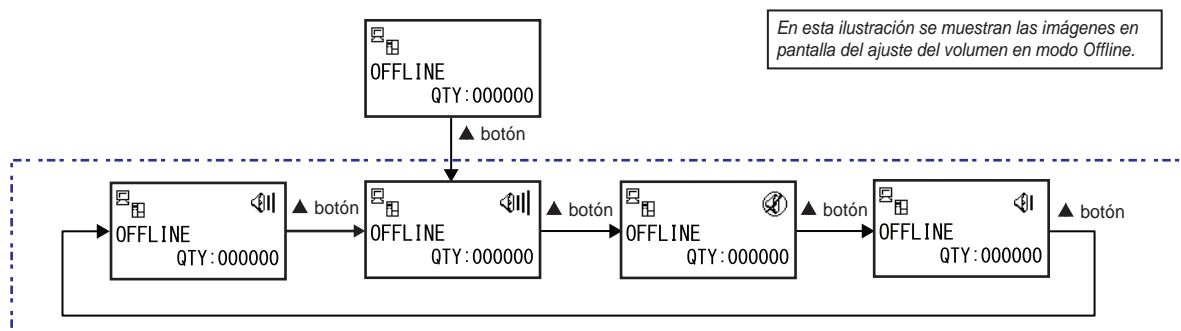 En esta ilustración se muestran las imágenes en
pantalla del ajuste del volumen en modo Offline.
OFFLINE
QTY:000000
▲ botón
OFFLINE
QTY:000000
▲ botón
OFFLINE
QTY:000000
▲ botón
OFFLINE
QTY:000000
▲ botón
OFFLINE
QTY:000000
▲ botón